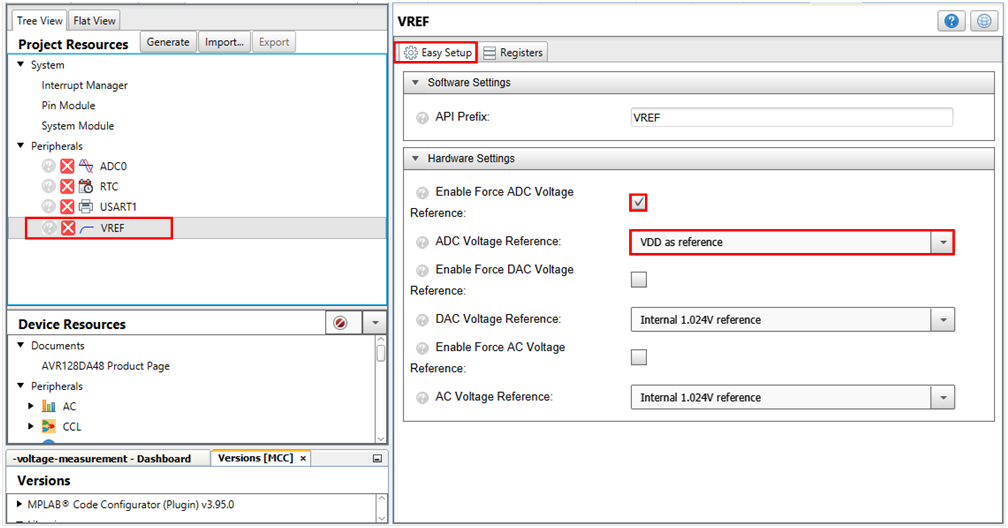 Tree View Flat View
Project Resources Generate Import... Export
System
Interrupt Manager
Pin Module
System Module
Peripherals
ADC0
RTC
USART1
VREF
Device Resources
Documents
AVR128DA48 Product Page
Peripherals
AC
CCL
-voltage-measurement - Dashboard Versions [MCC] ×
Versions
MPLAB® Code Configurator (Plugin) v3.95.0
VREF
Easy Setup Registers
Software Settings
API Prefix: VREF
Hardware Settings
Enable Force ADC Voltage
Reference:
ADC Voltage Reference: VDD as reference
Enable Force DAC Voltage
Reference:
DAC Voltage Reference: Internal 1.024V reference
Enable Force AC Voltage
Reference:
AC Voltage Reference: Internal 1.024V reference